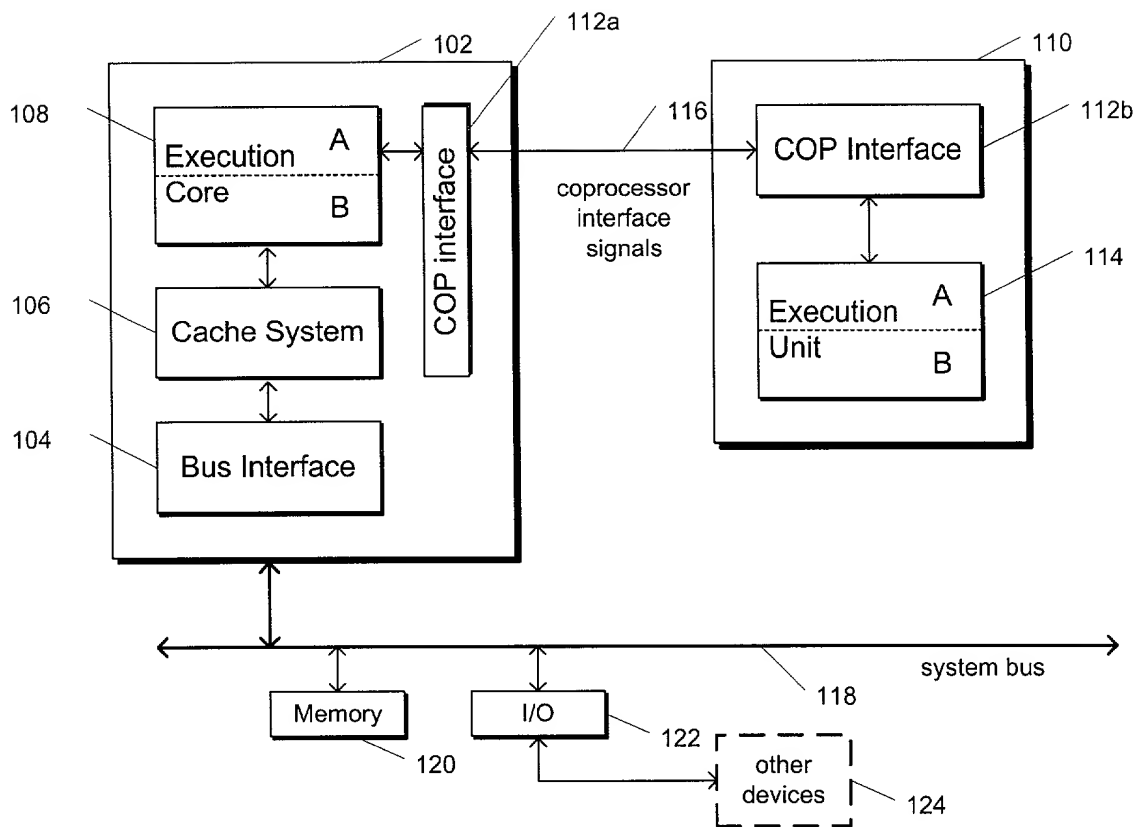 112a
102
110
108
Execution
Core
A
B
COP interface
116
coprocessor
interface
signals
COP Interface
112b
114
Execution
Unit
A
B
106
Cache System
104
Bus Interface
system bus
118
Memory
120
I/O
122
other
devices
124